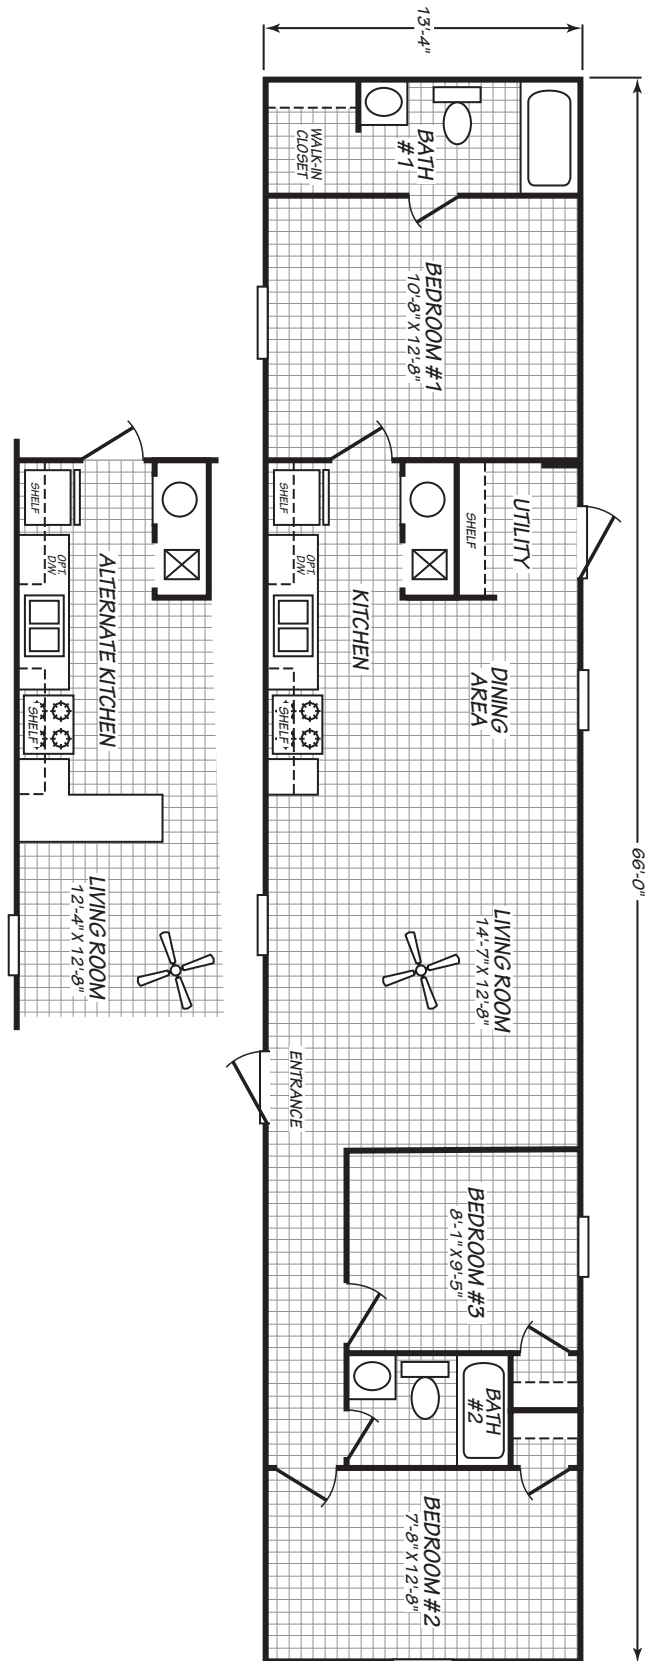 13'-4"
66'-0"
BATH
#1
WALK-IN
CLOSET
BEDROOM #1
10'-8" X 12'-8"
UTILITY
SHELF
SHELF
OPT.
D/W
KITCHEN
SHELF
DINING
AREA
LIVING ROOM
14'-7" X 12'-8"
ENTRANCE
BEDROOM #3
8'-1" X 9'-5"
BATH
#2
BEDROOM #2
7'-8" X 12'-8"
SHELF
OPT.
D/W
ALTERNATE KITCHEN
SHELF
LIVING ROOM
12'-4" X 12'-8"